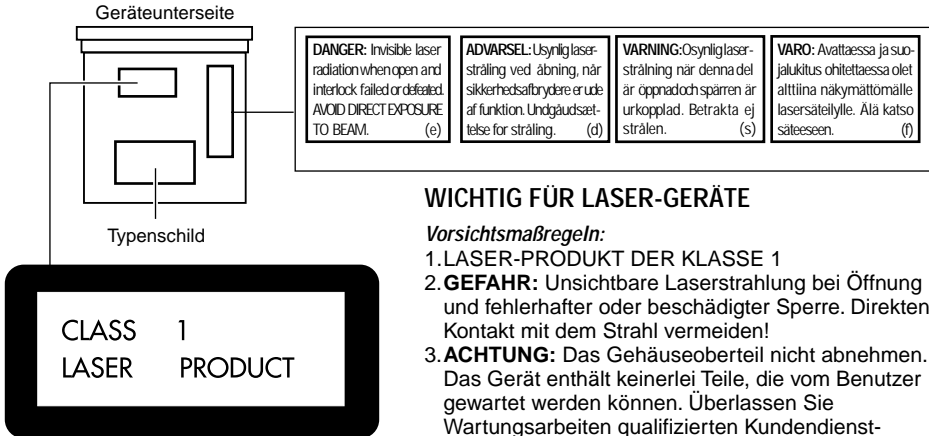 Geräteunterseite
DANGER: Invisible laser
radiation when open and
interlock failed or defeated.
AVOID DIRECT EXPOSURE
TO BEAM. (e)
ADVARSEL: Usynlig laser-
stråling ved åbning, når
sikkerhedsafbrydere er ude
af funktion. Undgå udsæt-
telse for stråling. (d)
VARNING: Osynlig laser-
strålning när denna del
är öppnad och spärren är
urkopplad. Betrakta ej
strålen. (s)
VARO: Avattaessa ja suo-
jalukitus ohitettaessa olet
alttiina näkymättömälle
lasersäteilylle. Älä katso
säteeseen. (f)
Typenschild
CLASS 1
LASER PRODUCT
WICHTIG FÜR LASER-GERÄTE
Vorsichtsmaßregeln:
1.LASER-PRODUKT DER KLASSE 1
2.GEFAHR: Unsichtbare Laserstrahlung bei Öffnung
und fehlerhafter oder beschädigter Sperre. Direkten
Kontakt mit dem Strahl vermeiden!
3.ACHTUNG: Das Gehäuseoberteil nicht abnehmen.
Das Gerät enthält keinerlei Teile, die vom Benutzer
gewartet werden können. Überlassen Sie
Wartungsarbeiten qualifizierten Kundendienst-